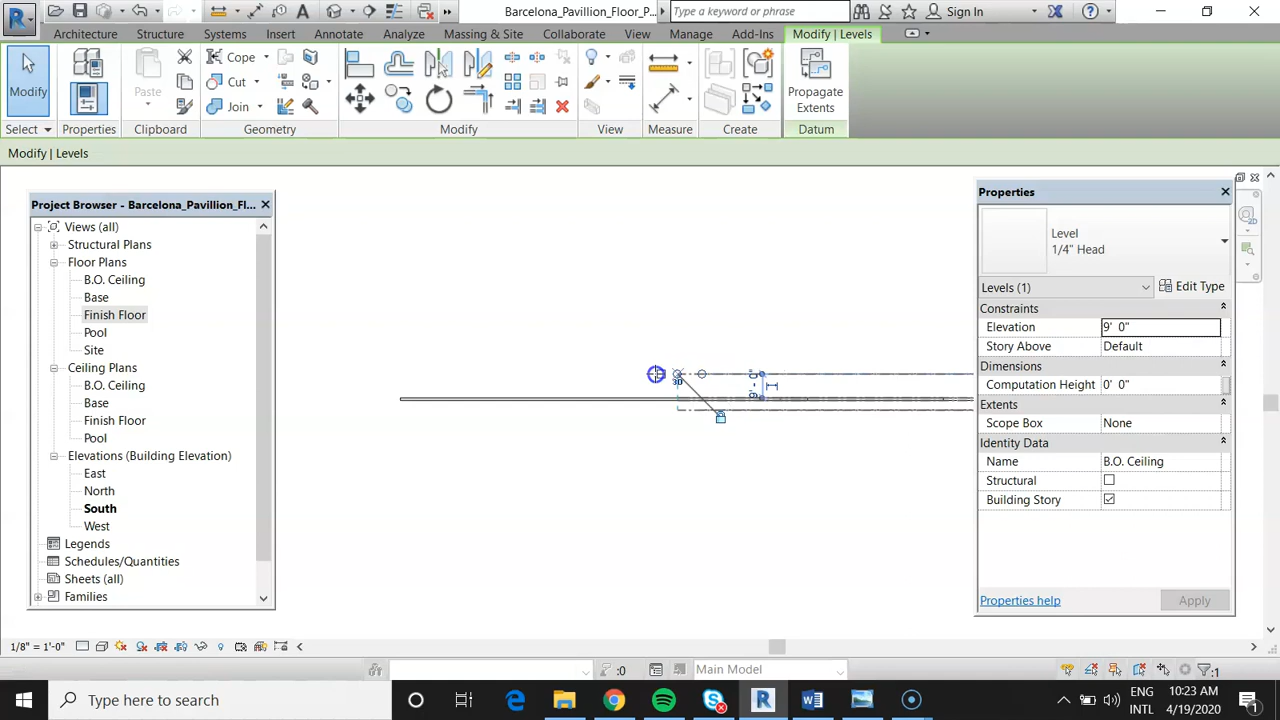 Barcelona_Pavillion_Floor_P...
Type a keyword or phrase
Sign In
Architecture
Structure
Systems
Insert
Annotate
Analyze
Massing & Site
Collaborate
View
Manage
Add-Ins
Modify | Levels
Modify
Paste
Cope
Cut
Join
Propagate
Extents
Select
Properties
Clipboard
Geometry
Modify
View
Measure
Create
Datum
Modify | Levels
Project Browser - Barcelona_Pavillion_Fl...
Views (all)
Structural Plans
Floor Plans
B.O. Ceiling
Base
Finish Floor
Pool
Site
Ceiling Plans
B.O. Ceiling
Base
Finish Floor
Pool
Elevations (Building Elevation)
East
North
South
West
Legends
Schedules/Quantities
Sheets (all)
Families
3D
Properties
Level
1/4" Head
Levels (1)
Edit Type
Constraints
Elevation 9' 0"
Story Above Default
Dimensions
Computation Height 0' 0"
Extents
Scope Box None
Identity Data
Name B.O. Ceiling
Structural
Building Story
Properties help
Apply
1/8" = 1'-0"
:0
Main Model
:1
Type here to search
ENG
INTL
10:23 AM
4/19/2020